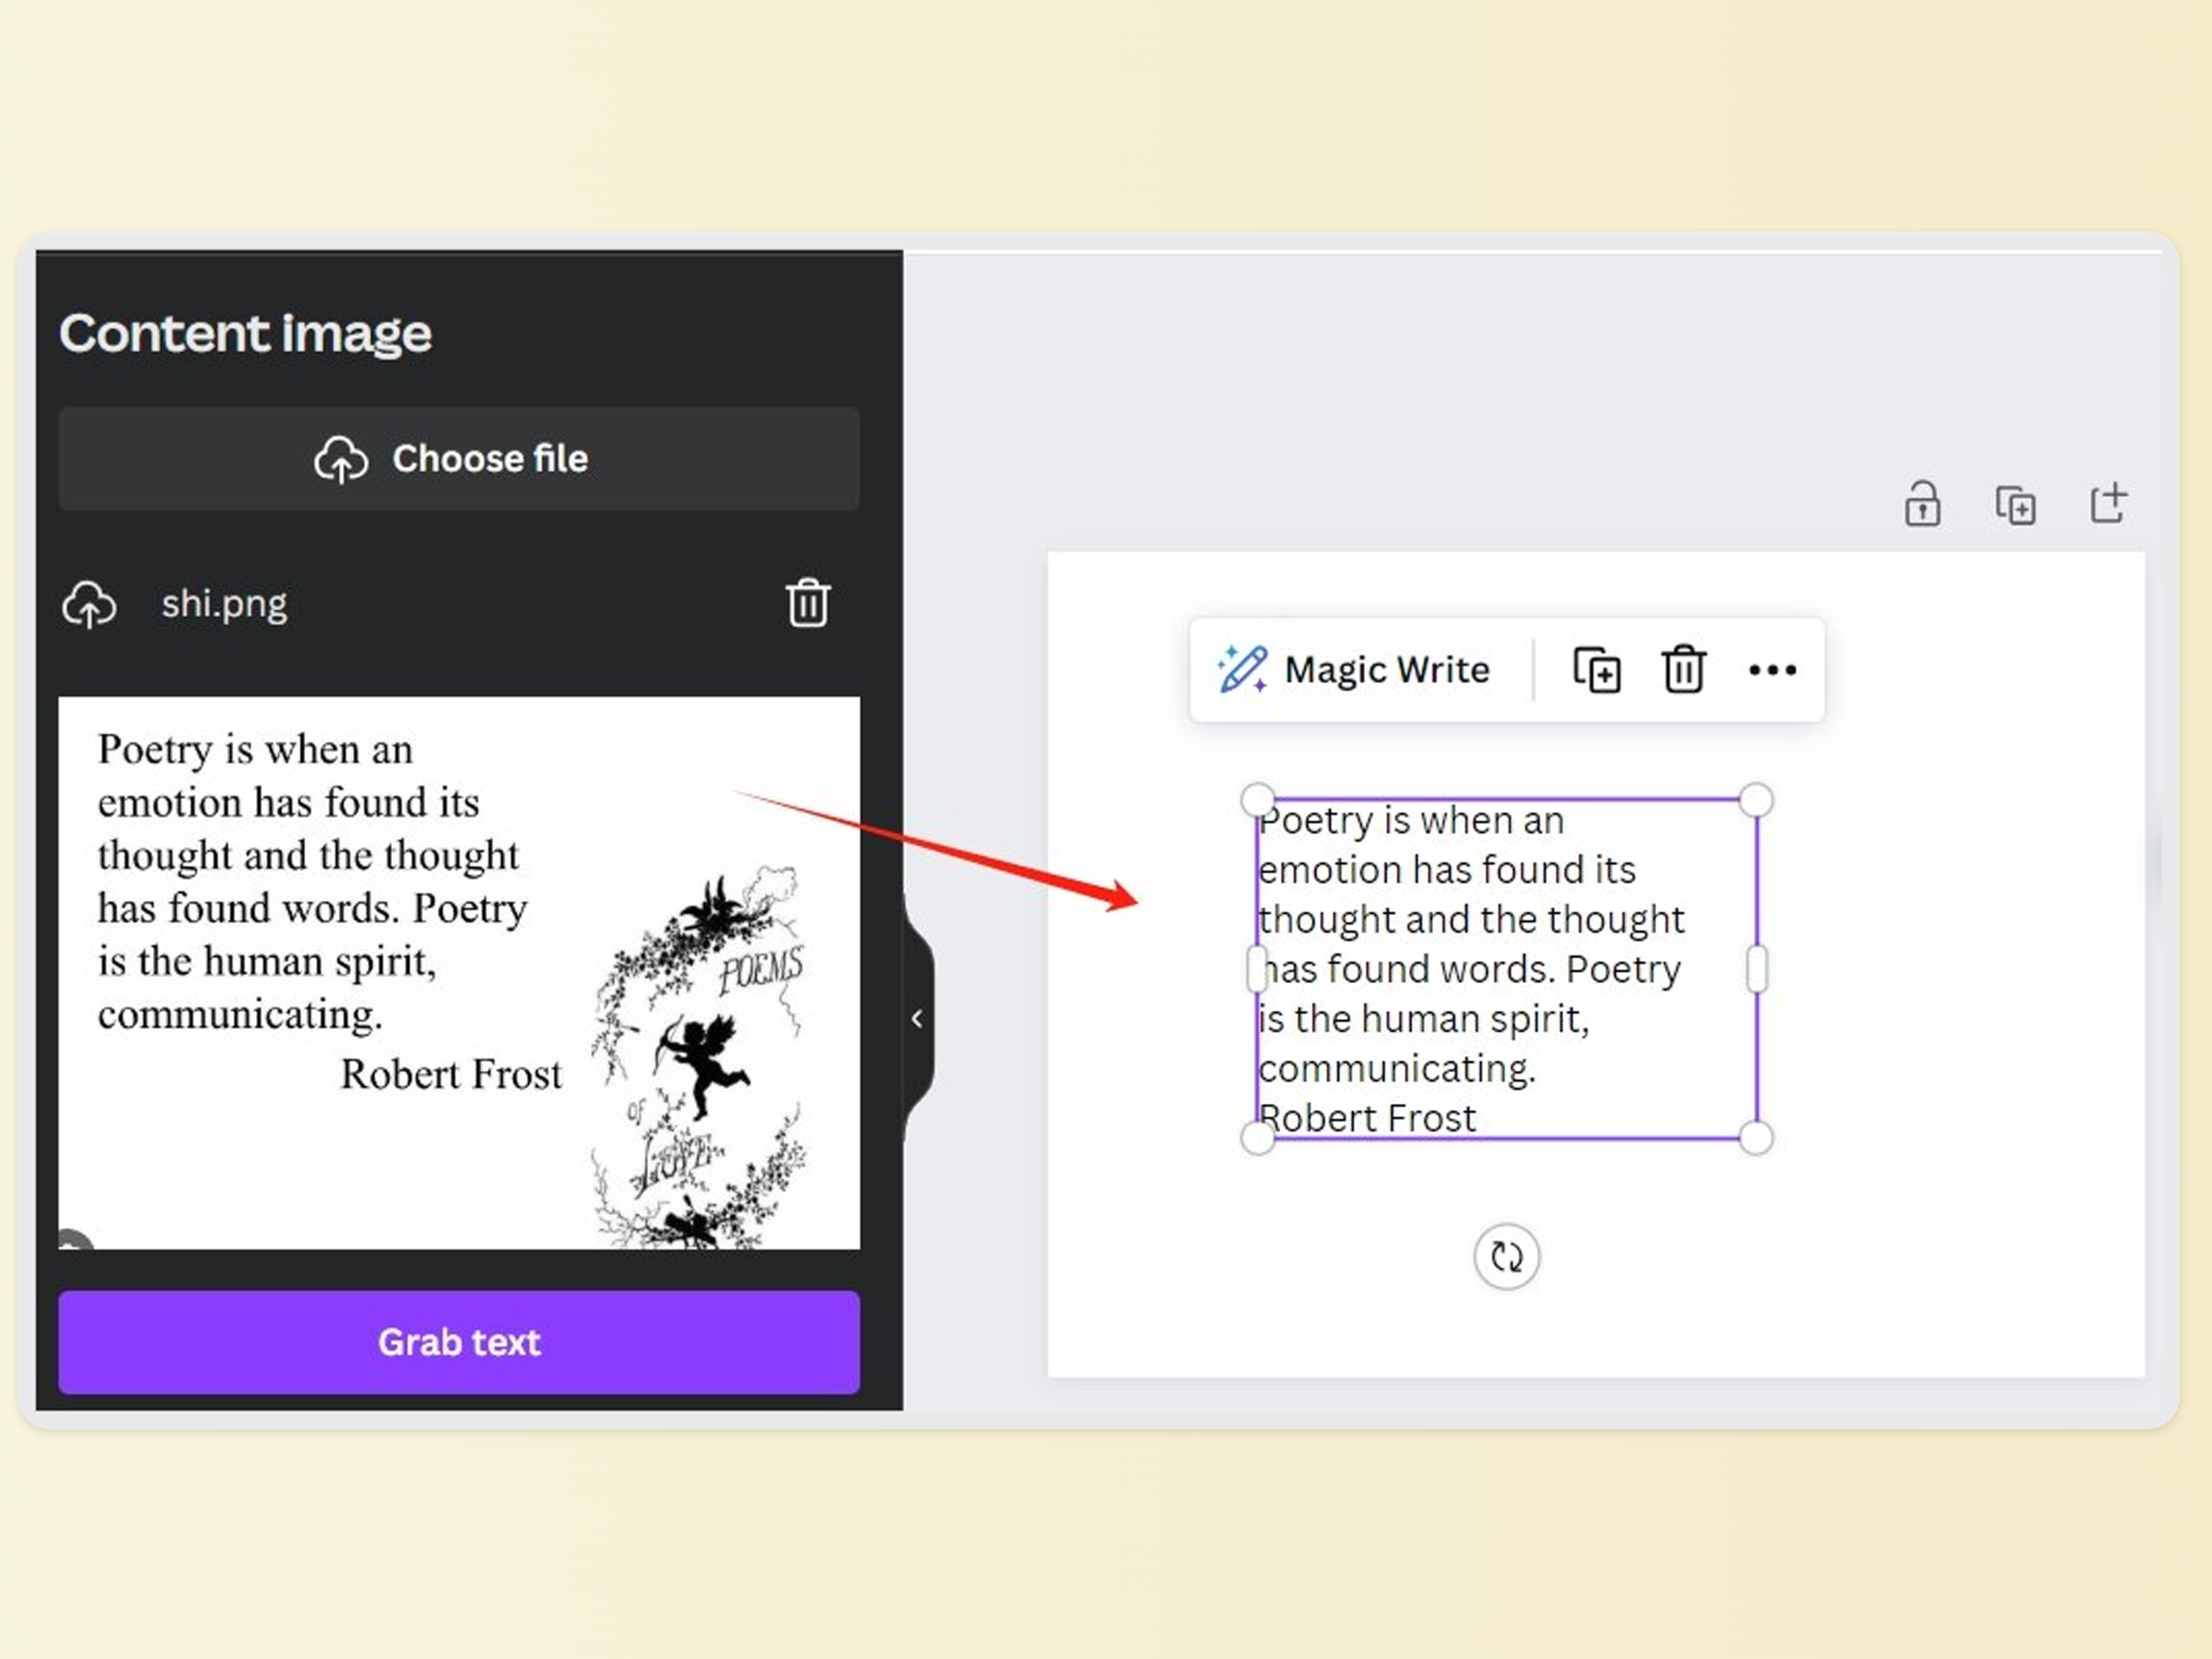 Content image
Choose file
shi.png
Poetry is when an
emotion has found its
thought and the thought
has found words. Poetry
is the human spirit,
communicating.
Robert Frost
POEMS
OF
LOVE
Grab text
Magic Write
Poetry is when an
emotion has found its
thought and the thought
has found words. Poetry
is the human spirit,
communicating.
Robert Frost